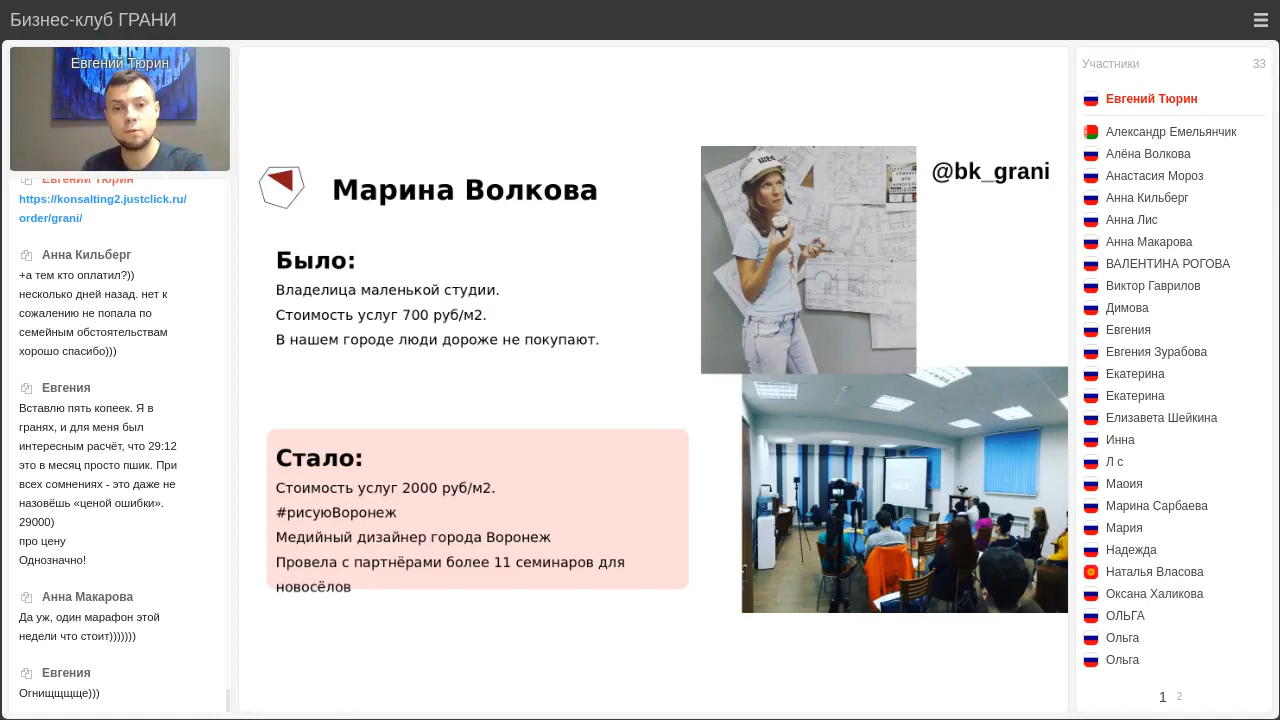 Бизнес-клуб ГРАНИ
Евгений Тюрин
Евгений Тюрин
https://konsalting2.justclick.ru/
order/grani/
Анна Кильберг
+а тем кто оплатил?))
несколько дней назад. нет к
сожалению не попала по
семейным обстоятельствам
хорошо спасибо)))
Евгения
Вставлю пять копеек. Я в
гранях, и для меня был
интересным расчёт, что 29:12
это в месяц просто пшик. При
всех сомнениях - это даже не
назовёшь «ценой ошибки».
29000)
про цену
Однозначно!
Анна Макарова
Да уж, один марафон этой
недели что стоит)))))))
Евгения
Огнищщщще)))
Марина Волкова
@bk_grani
Было:
Владелица маленькой студии.
Стоимость услуг 700 руб/м2.
В нашем городе люди дороже не покупают.
Стало:
Стоимость услуг 2000 руб/м2.
#рисуюВоронеж
Медийный дизайнер города Воронеж
Провела с партнёрами более 11 семинаров для
новосёлов
Участники 33
Евгений Тюрин
Александр Емельянчик
Алёна Волкова
Анастасия Мороз
Анна Кильберг
Анна Лис
Анна Макарова
ВАЛЕНТИНА РОГОВА
Виктор Гаврилов
Димова
Евгения
Евгения Зурабова
Екатерина
Екатерина
Елизавета Шейкина
Инна
Л с
Маоия
Марина Сарбаева
Мария
Надежда
Наталья Власова
Оксана Халикова
ОЛЬГА
Ольга
Ольга
1 2